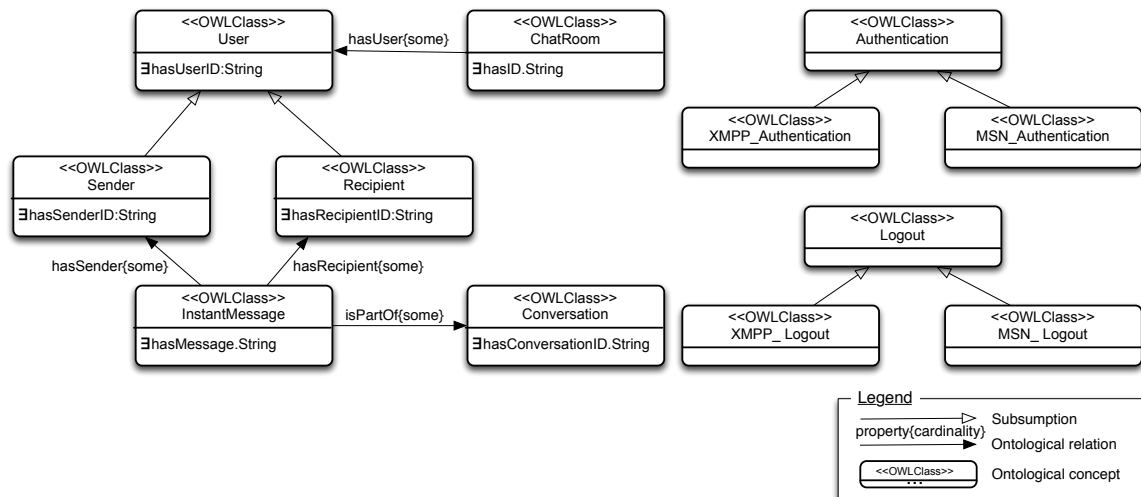 <<OWLClass>>
User
∃hasUserID:String
hasUser{some}
<<OWLClass>>
ChatRoom
∃hasID.String
<<OWLClass>>
Sender
∃hasSenderID:String
<<OWLClass>>
Recipient
∃hasRecipientID:String
hasSender{some}
hasRecipient{some}
<<OWLClass>>
InstantMessage
∃hasMessage.String
isPartOf{some}
<<OWLClass>>
Conversation
∃hasConversationID.String
<<OWLClass>>
Authentication
<<OWLClass>>
XMPP_Authentication
<<OWLClass>>
MSN_Authentication
<<OWLClass>>
Logout
<<OWLClass>>
XMPP_ Logout
<<OWLClass>>
MSN_ Logout
Legend
Subsumption
property{cardinality}
Ontological relation
<<OWLClass>>
...
Ontological concept